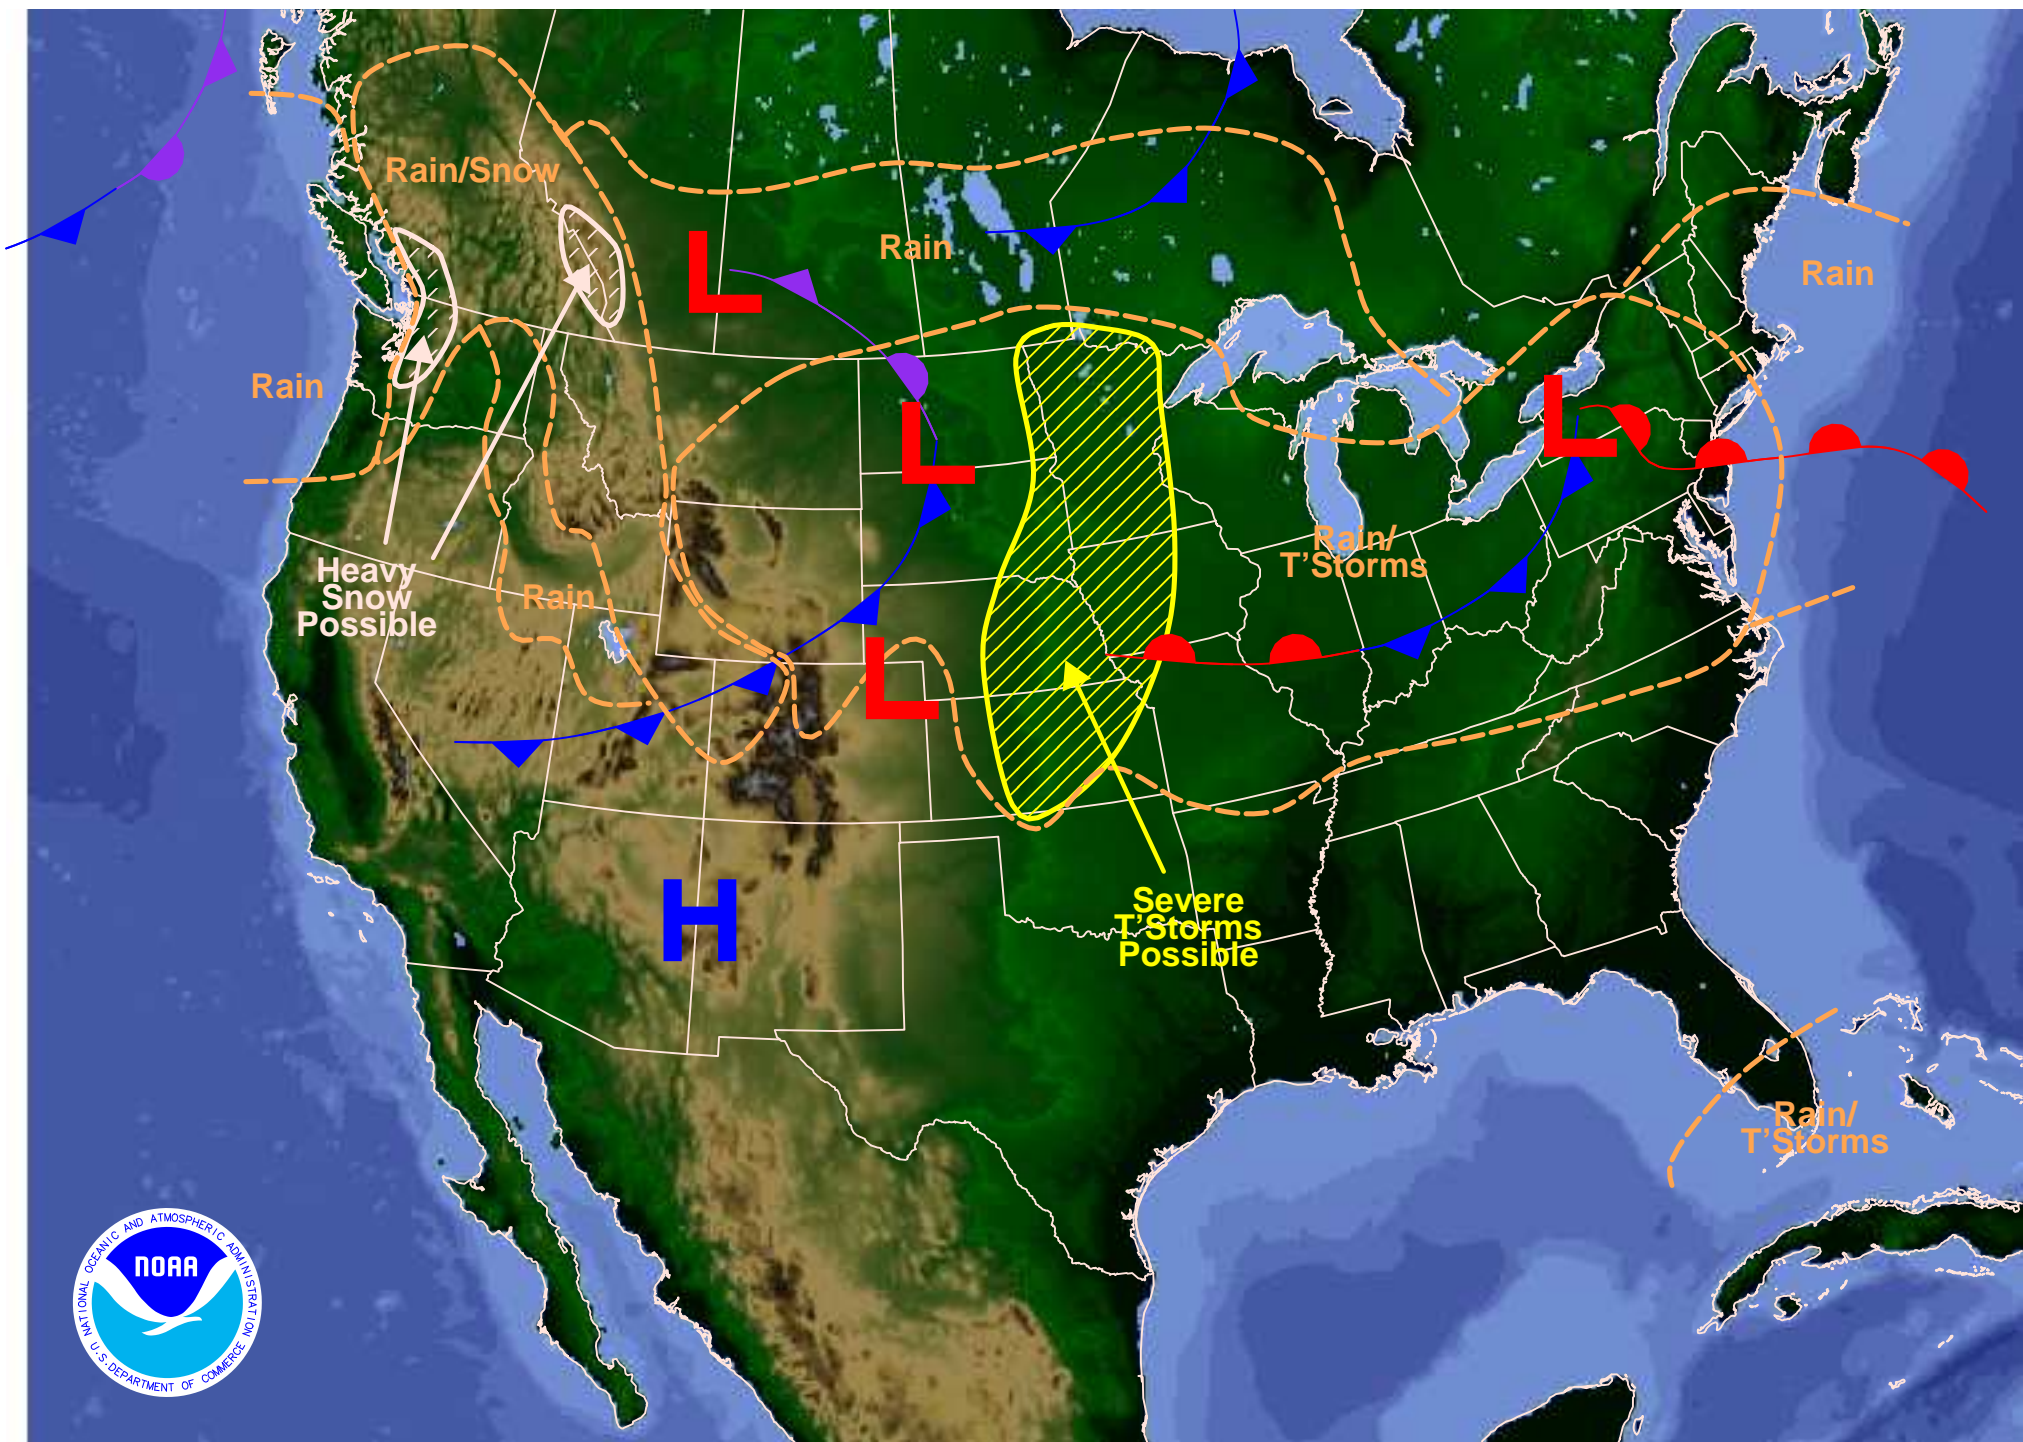 Rain/Snow
Rain
Rain
Rain
L
L
L
L
Heavy
Snow
Possible
Rain
Rain/
T'Storms
H
Severe
T'Storms
Possible
Rain/
T'Storms
NATIONAL OCEANIC AND ATMOSPHERIC ADMINISTRATION
NOAA
U.S. DEPARTMENT OF COMMERCE